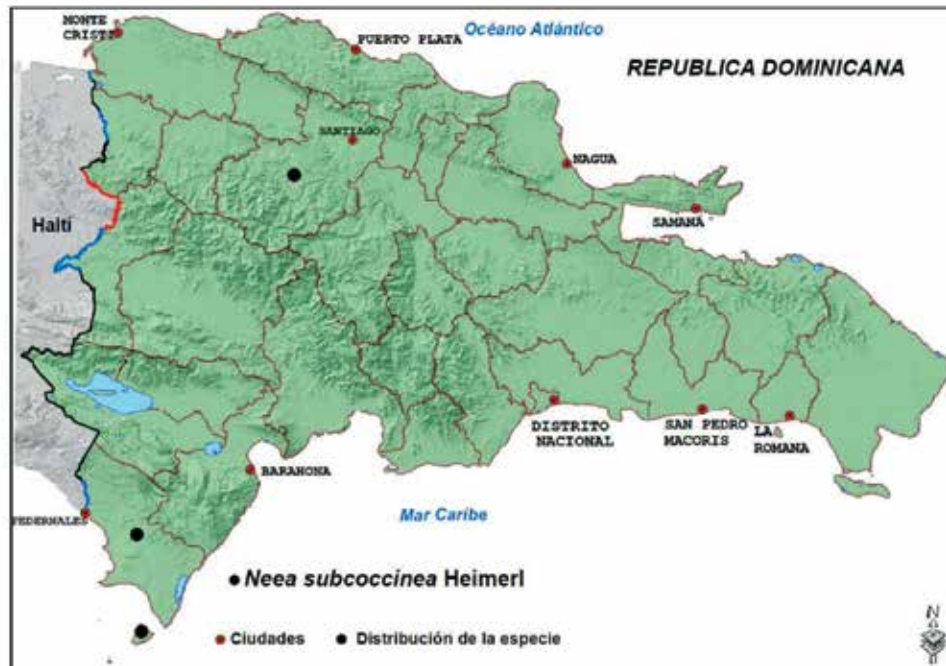 MONTE
CRISTI
PUERTO PLATA
Océano Atlántico
REPUBLICA DOMINICANA
SANTIAGO
NAGUA
Haití
SAMANA
DISTRITO
NACIONAL
SAN PEDRO
MACORIS
LA
ROMANA
BARAHONA
PEDERNALES
Mar Caribe
Neea subcoccinea Heimerl
Ciudades
Distribución de la especie
N